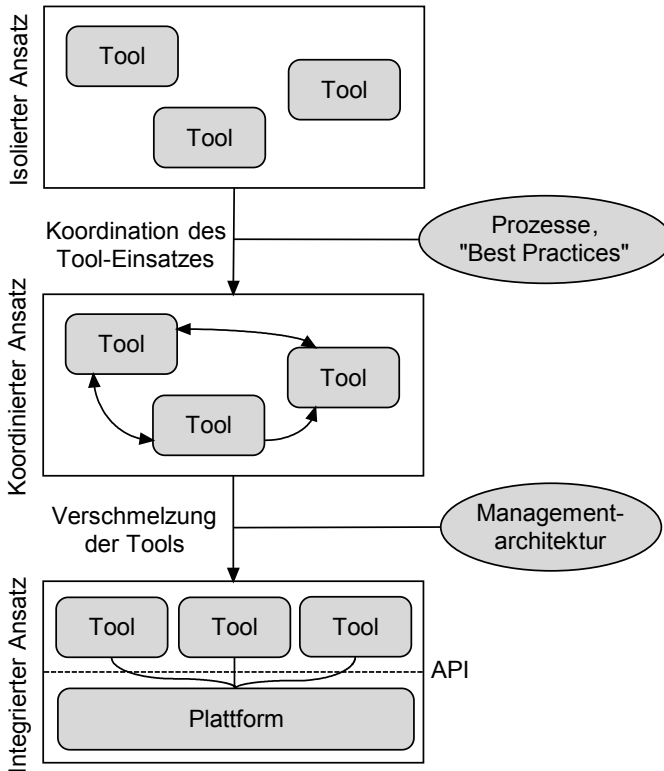 Isolierter Ansatz
Tool
Tool
Tool
Koordination des
Tool-Einsatzes
Prozesse,
"Best Practices"
Koordinierter Ansatz
Tool
Tool
Tool
Verschmelzung
der Tools
Management-
architektur
Integrierter Ansatz
Tool
Tool
Tool
API
Plattform